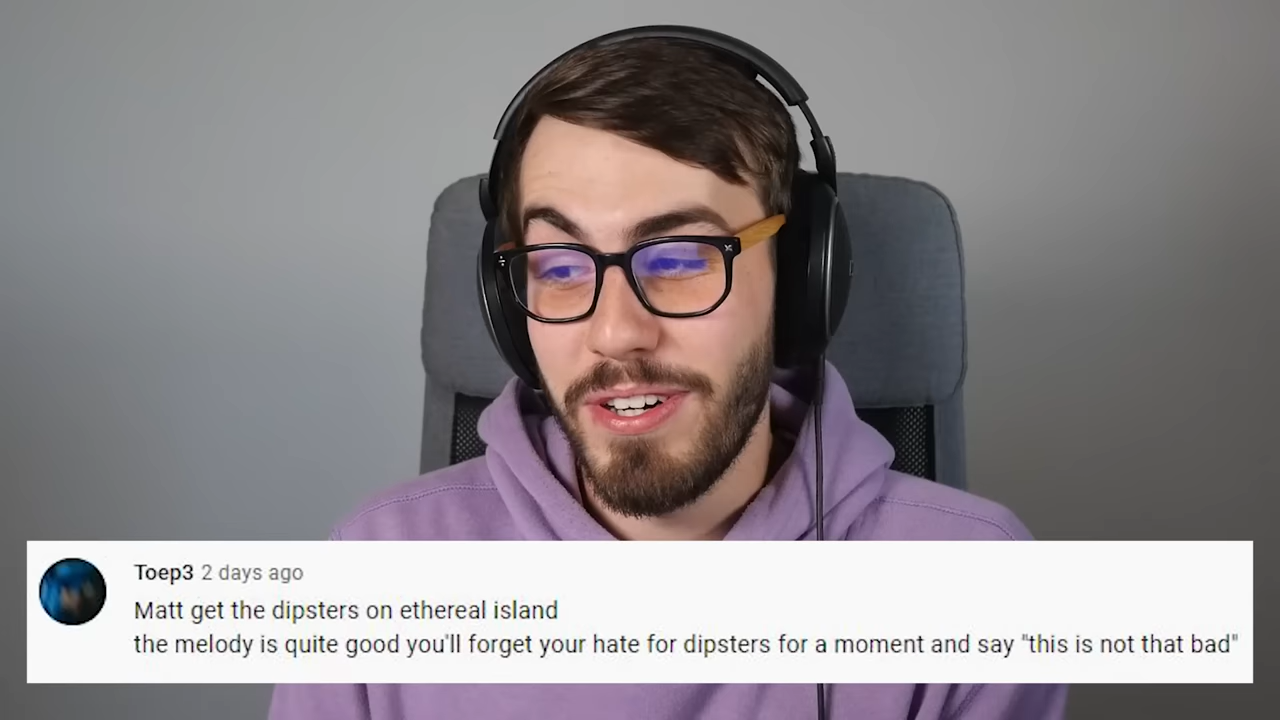 Toep3 2 days ago
Matt get the dipsters on ethereal island
the melody is quite good you'll forget your hate for dipsters for a moment and say "this is not that bad"